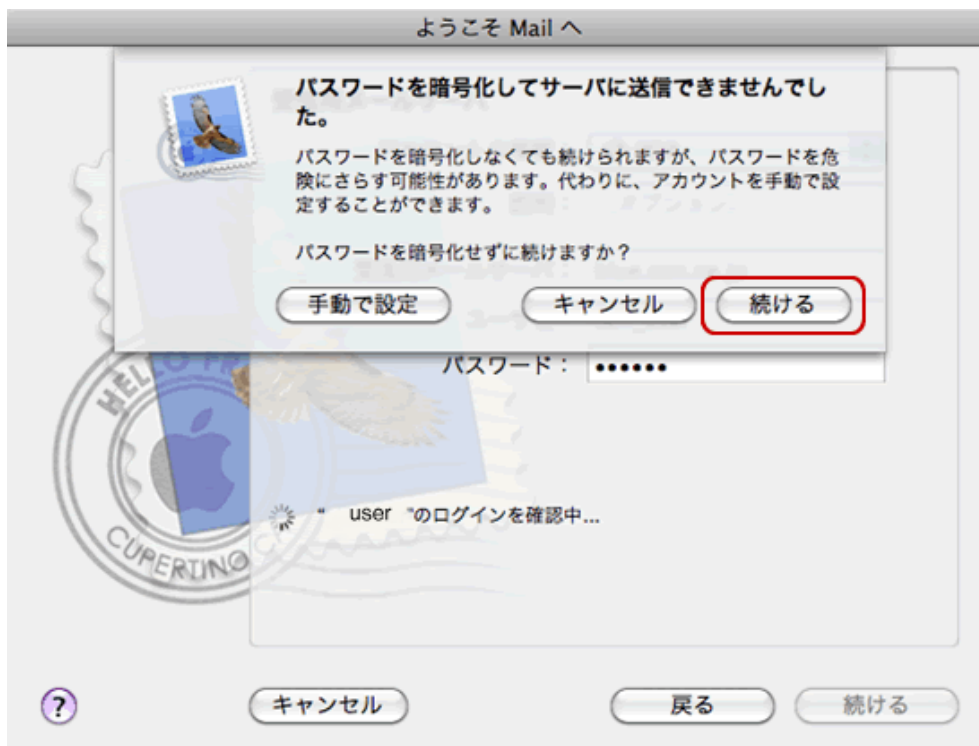 ようこそ Mail へ
パスワードを暗号化してサーバに送信できませんでし
た。
パスワードを暗号化しなくても続けられますが、パスワードを危
険にさらす可能性があります。代わりに、アカウントを手動で設
定することができます。
パスワードを暗号化せずに続けますか？
手動で設定 キャンセル 続ける
パスワード： ••••••
HELLO FR
CUPERTINO C
“ user ”のログインを確認中...
? キャンセル 戻る 続ける